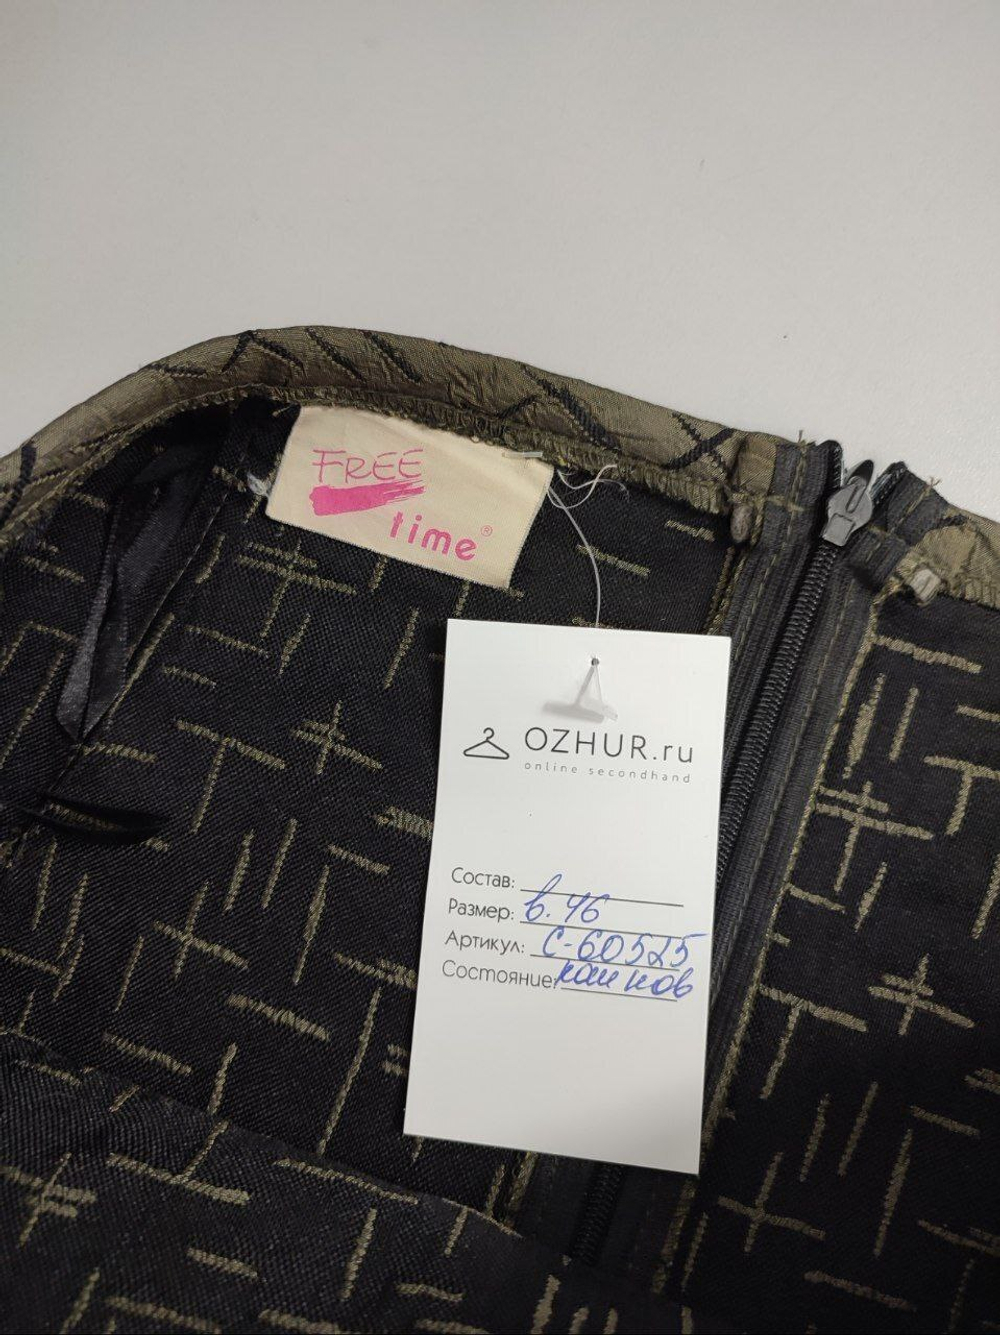 FREE
time®
OZHUR.ru
online secondhand
Состав:
Размер: в. 46
Артикул: С-60525
Состояние: как нов